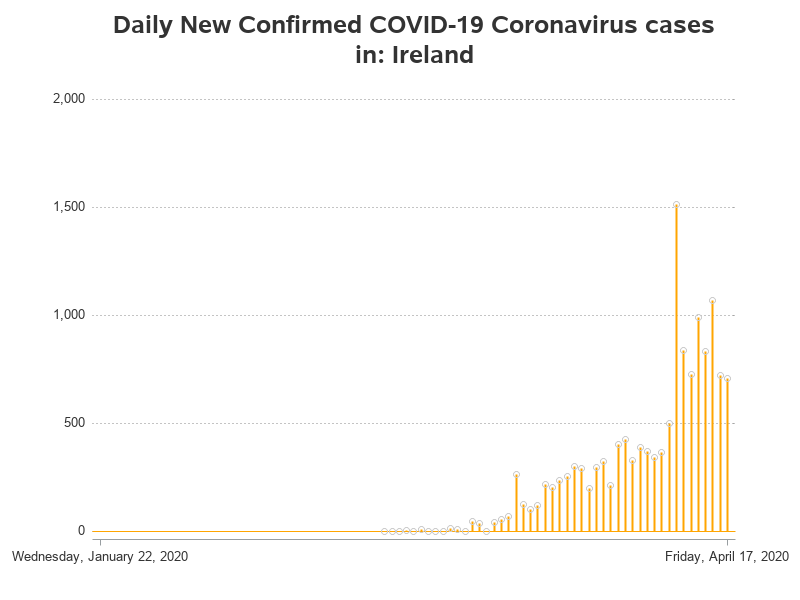 Daily New Confirmed COVID-19 Coronavirus cases
in: Ireland
2,000
1,500
1,000
500
0
Wednesday, January 22, 2020
Friday, April 17, 2020